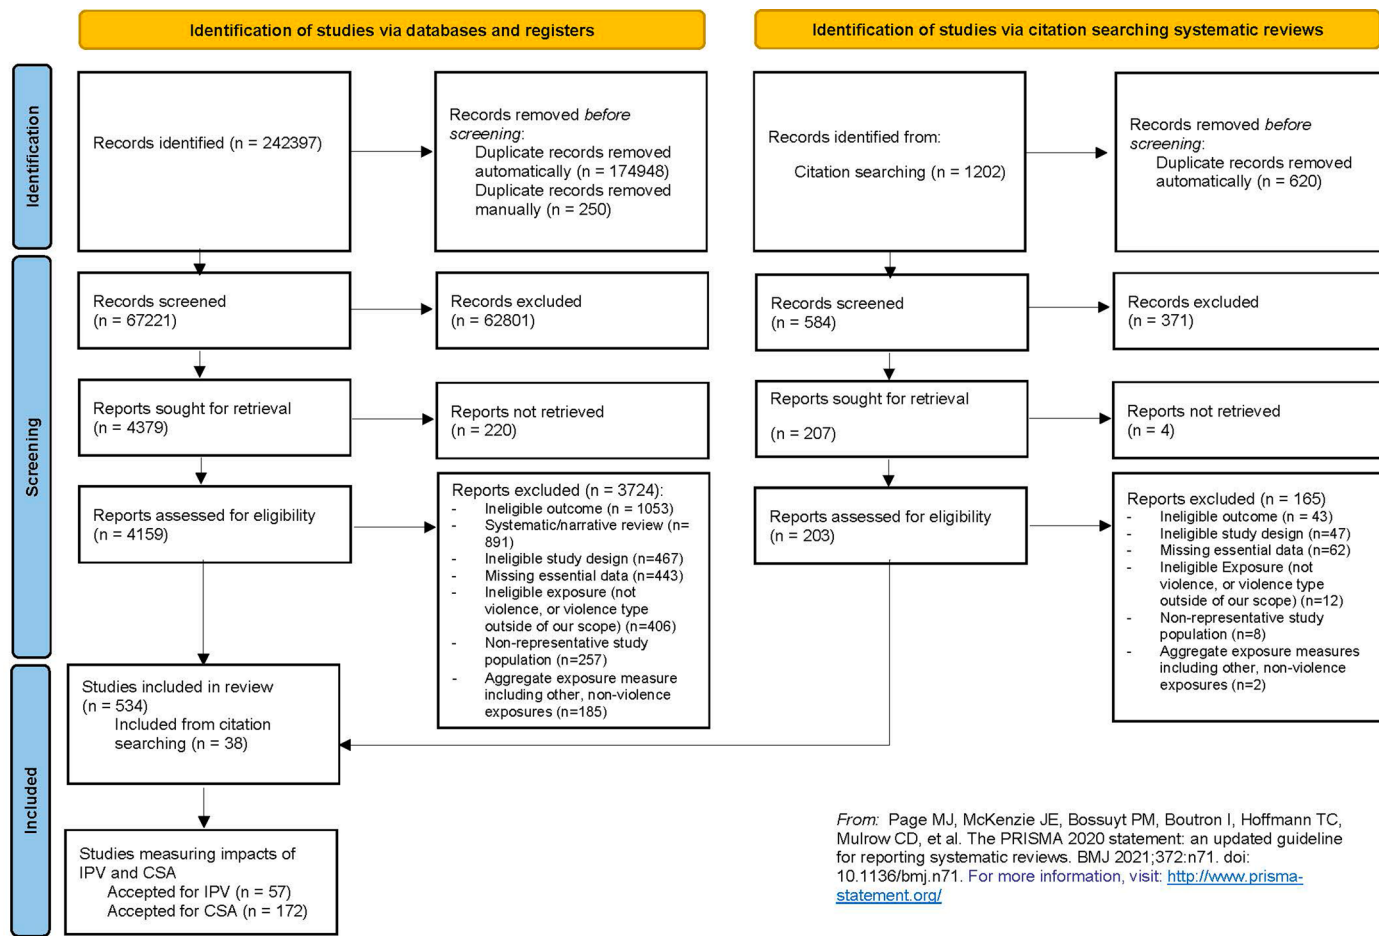 Identification of studies via databases and registers
Identification of studies via citation searching systematic reviews
Identification
Records identified (n = 242397)
Records removed before
screening:
Duplicate records removed
automatically (n = 174948)
Duplicate records removed
manually (n = 250)
Records identified from:
Citation searching (n = 1202)
Records removed before
screening:
Duplicate records removed
automatically (n = 620)
Screening
Records screened
(n = 67221)
Records excluded
(n = 62801)
Records screened
(n = 584)
Records excluded
(n = 371)
Reports sought for retrieval
(n = 4379)
Reports not retrieved
(n = 220)
Reports sought for retrieval
(n = 207)
Reports not retrieved
(n = 4)
Reports assessed for eligibility
(n = 4159)
Reports excluded (n = 3724):
- Ineligible outcome (n = 1053)
- Systematic/narrative review (n=
891)
- Ineligible study design (n=467)
- Missing essential data (n=443)
- Ineligible exposure (not
violence, or violence type
outside of our scope) (n=406)
- Non-representative study
population (n=257)
- Aggregate exposure measure
including other, non-violence
exposures (n=185)
Reports assessed for eligibility
(n = 203)
Reports excluded (n = 165)
- Ineligible outcome (n = 43)
- Ineligible study design (n=47)
- Missing essential data (n=62)
- Ineligible Exposure (not
violence, or violence type
outside of our scope) (n=12)
- Non-representative study
population (n=8)
- Aggregate exposure measures
including other, non-violence
exposures (n=2)
Included
Studies included in review
(n = 534)
Included from citation
searching (n = 38)
Studies measuring impacts of
IPV and CSA
Accepted for IPV (n = 57)
Accepted for CSA (n = 172)
From: Page MJ, McKenzie JE, Bossuyt PM, Boutron I, Hoffmann TC,
Mulrow CD, et al. The PRISMA 2020 statement: an updated guideline
for reporting systematic reviews. BMJ 2021;372:n71. doi:
10.1136/bmj.n71. For more information, visit: http://www.prisma-
statement.org/